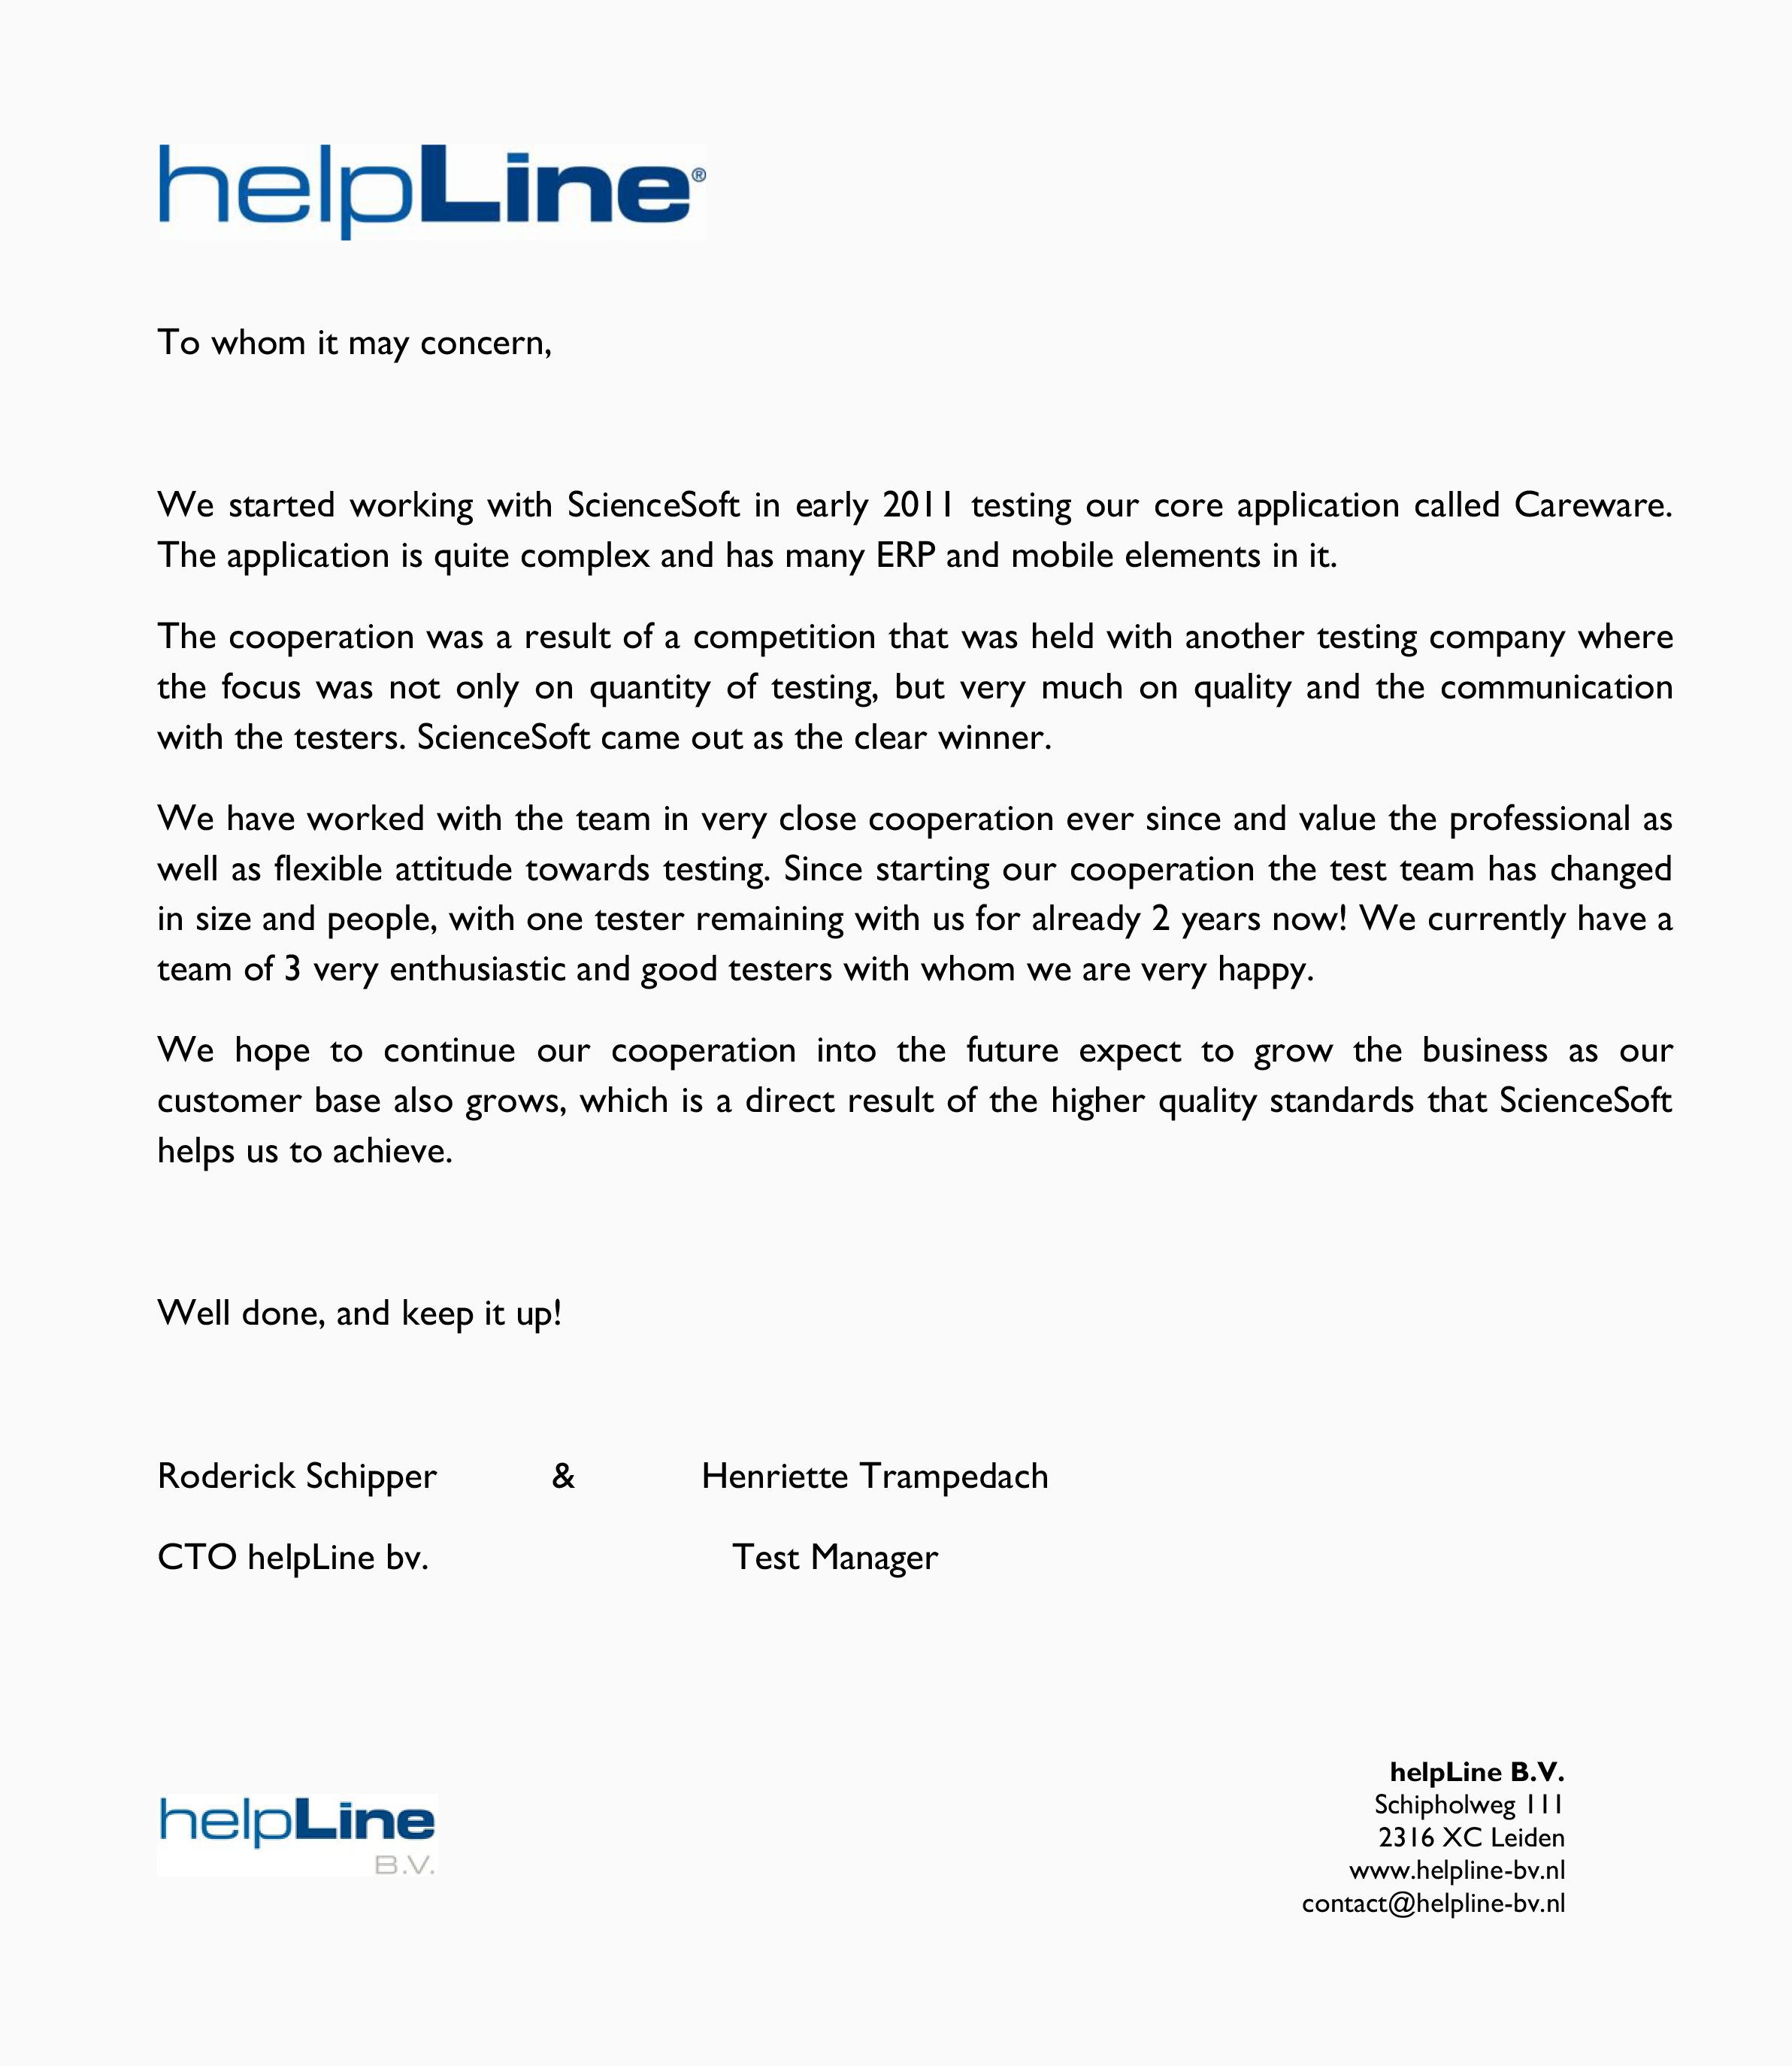 helpLine®
To whom it may concern,
We started working with ScienceSoft in early 2011 testing our core application called Careware.
The application is quite complex and has many ERP and mobile elements in it.
The cooperation was a result of a competition that was held with another testing company where
the focus was not only on quantity of testing, but very much on quality and the communication
with the testers. ScienceSoft came out as the clear winner.
We have worked with the team in very close cooperation ever since and value the professional as
well as flexible attitude towards testing. Since starting our cooperation the test team has changed
in size and people, with one tester remaining with us for already 2 years now! We currently have a
team of 3 very enthusiastic and good testers with whom we are very happy.
We hope to continue our cooperation into the future expect to grow the business as our
customer base also grows, which is a direct result of the higher quality standards that ScienceSoft
helps us to achieve.
Well done, and keep it up!
Roderick Schipper & Henriette Trampedach
CTO helpLine bv. Test Manager
helpLine
B.V.
helpLine B.V.
Schipholweg 111
2316 XC Leiden
www.helpline-bv.nl
contact@helpline-bv.nl